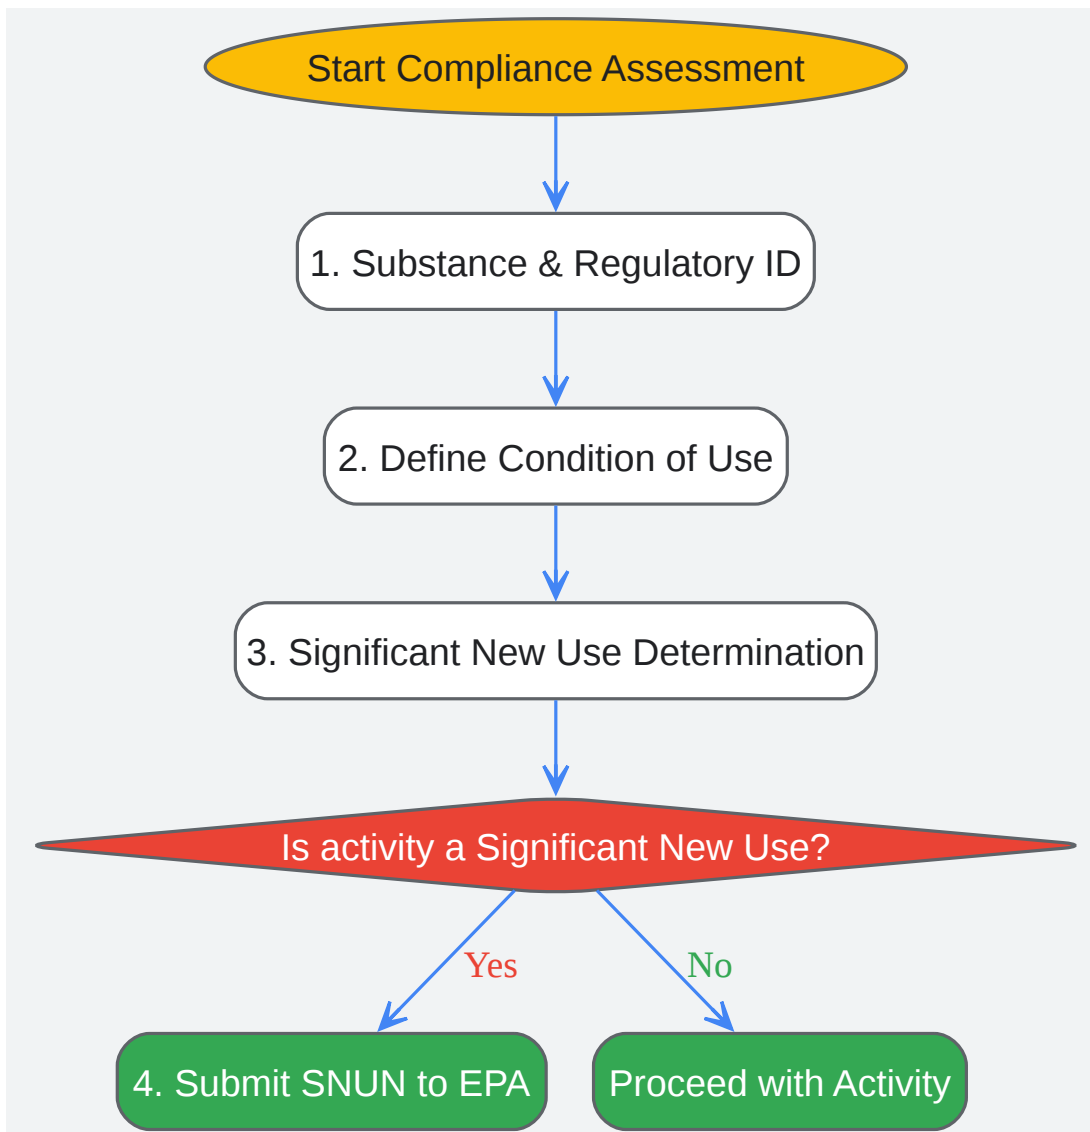 Start Compliance Assessment
1. Substance & Regulatory ID
2. Define Condition of Use
3. Significant New Use Determination
Is activity a Significant New Use?
Yes
No
4. Submit SNUN to EPA
Proceed with Activity